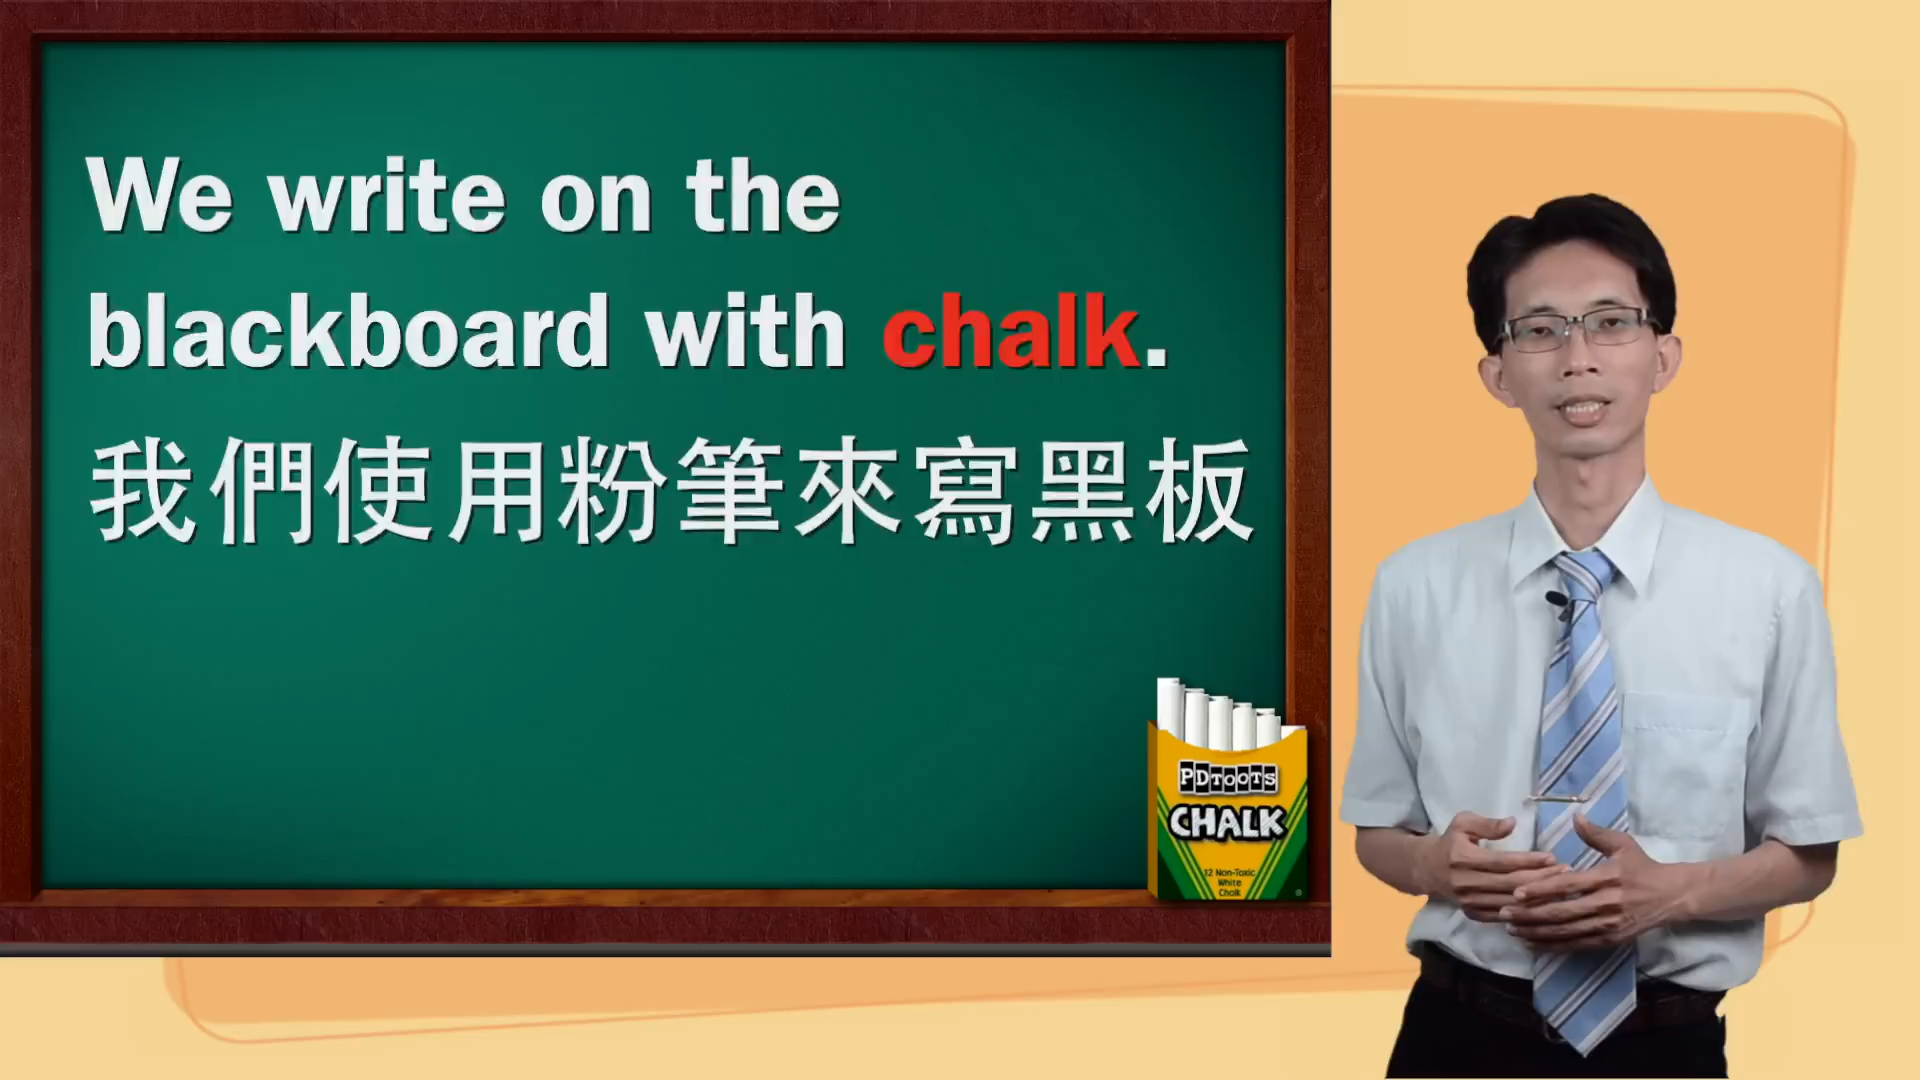 We write on the
blackboard with chalk.
我們使用粉筆來寫黑板
PDTOOTS
CHALK
12 Non-Toxic
White
Chalk